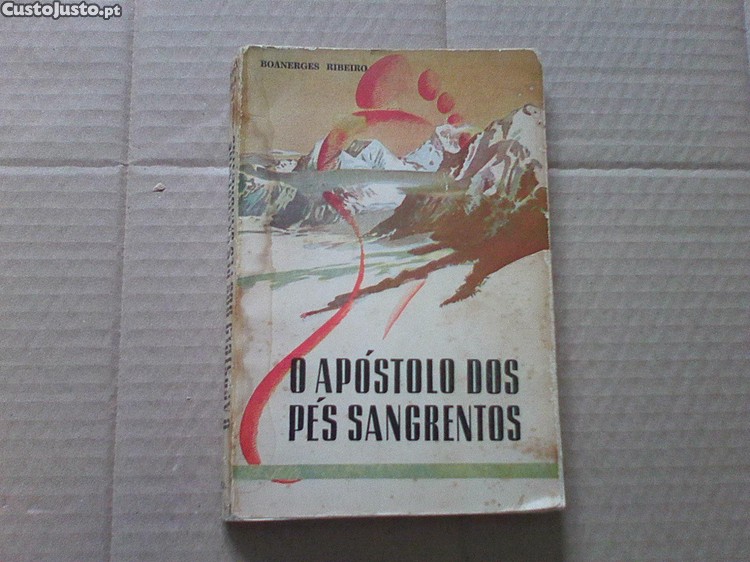 CustoJusto.pt
BOANERGES RIBEIRO
O APÓSTOLO DOS
PÉS SANGRENTOS